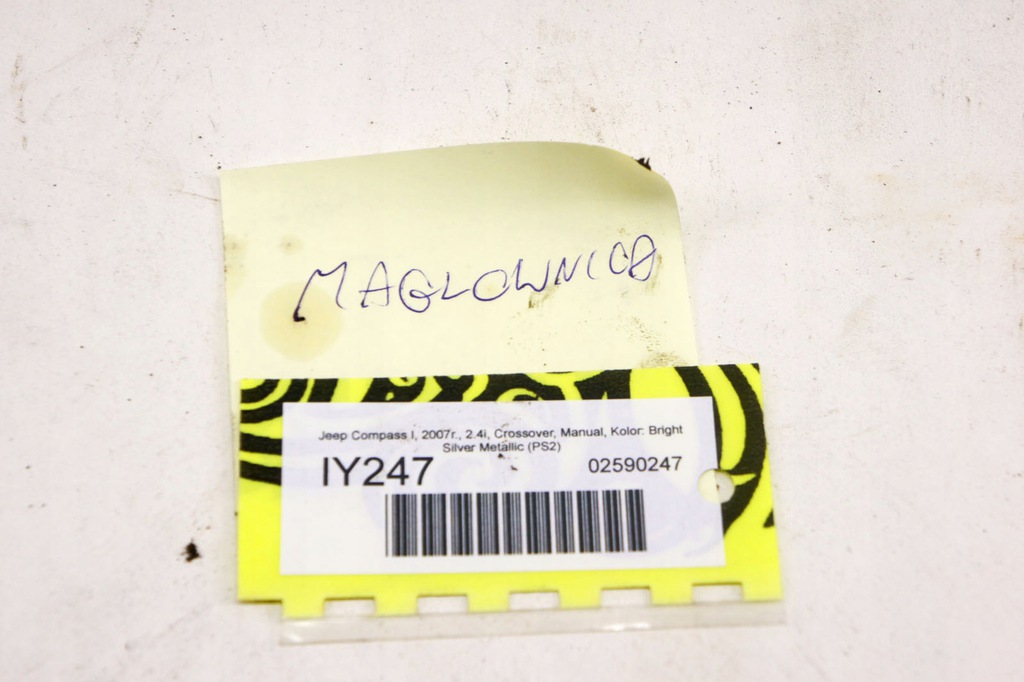 MAGLOWNICA
Jeep Compass I, 2007r., 2.4i, Crossover, Manual, Kolor: Bright
Silver Metallic (PS2)
IY247 02590247